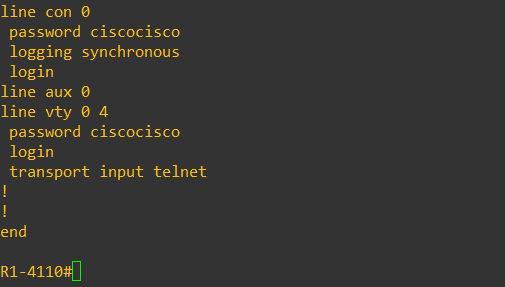 line con 0
 password ciscocisco
 logging synchronous
 login
line aux 0
line vty 0 4
 password ciscocisco
 login
 transport input telnet
!
!
end
R1-4110#